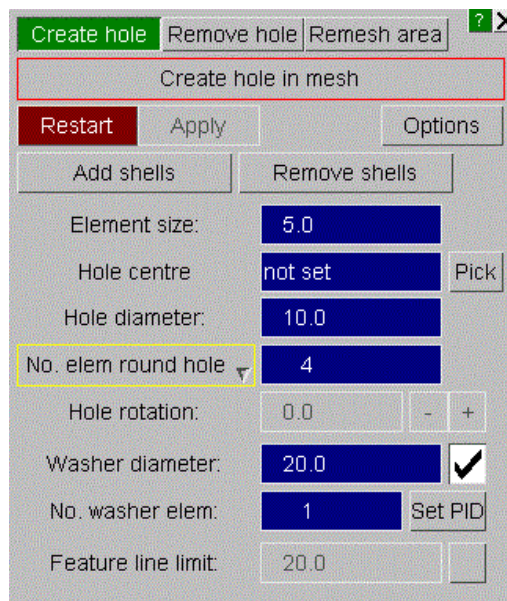 ? X
Create hole Remove hole Remesh area
Create hole in mesh
Restart Apply Options
Add shells Remove shells
Element size: 5.0
Hole centre not set Pick
Hole diameter: 10.0
No. elem round hole 4
Hole rotation: 0.0 - +
Washer diameter: 20.0
No. washer elem: 1 Set PID
Feature line limit: 20.0